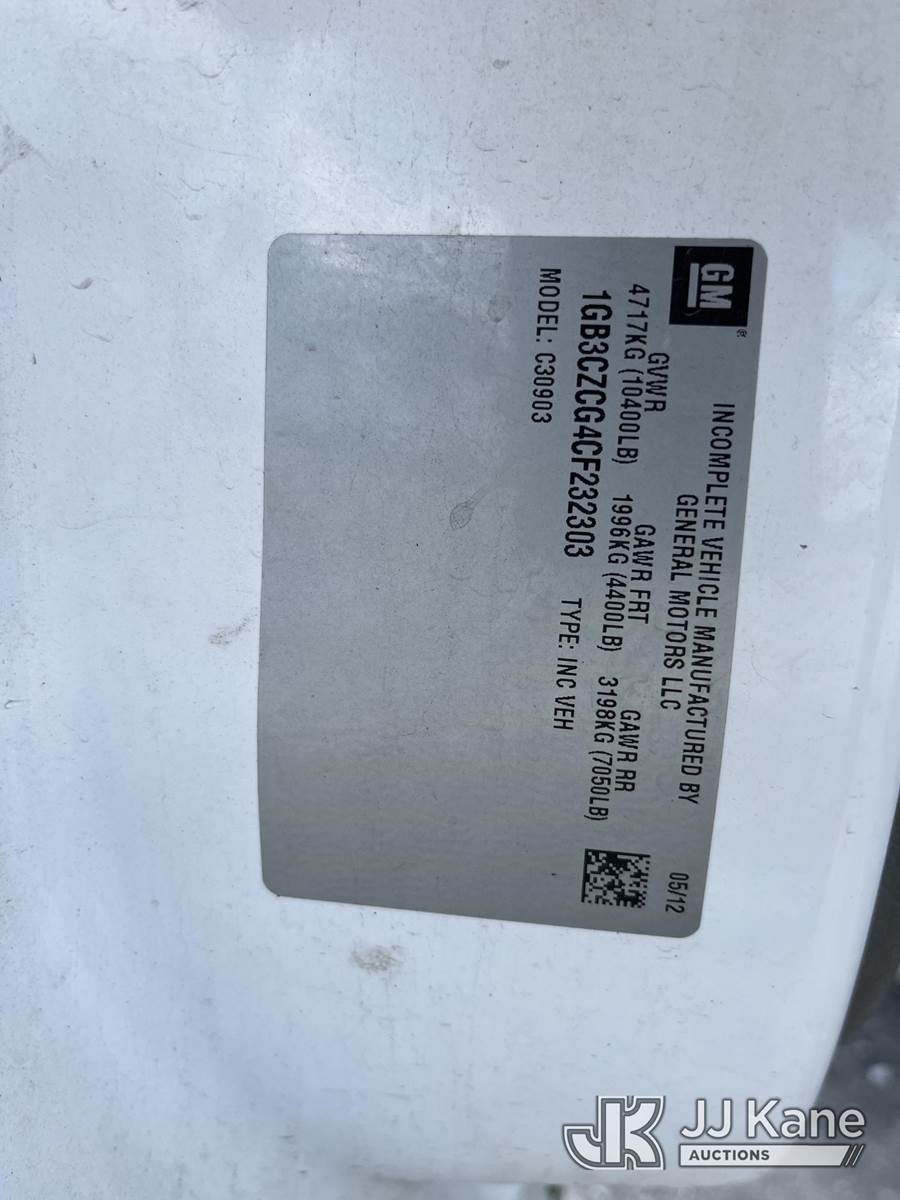 GM®
INCOMPLETE VEHICLE MANUFACTURED BY
GENERAL MOTORS LLC
05/12
GVWR GAWR FRT GAWR RR
4717KG (10400LB) 1996KG (4400LB) 3198KG (7050LB)
1GB3CZCG4CF232303 TYPE: INC VEH
MODEL: C30903
JK JJ Kane
AUCTIONS